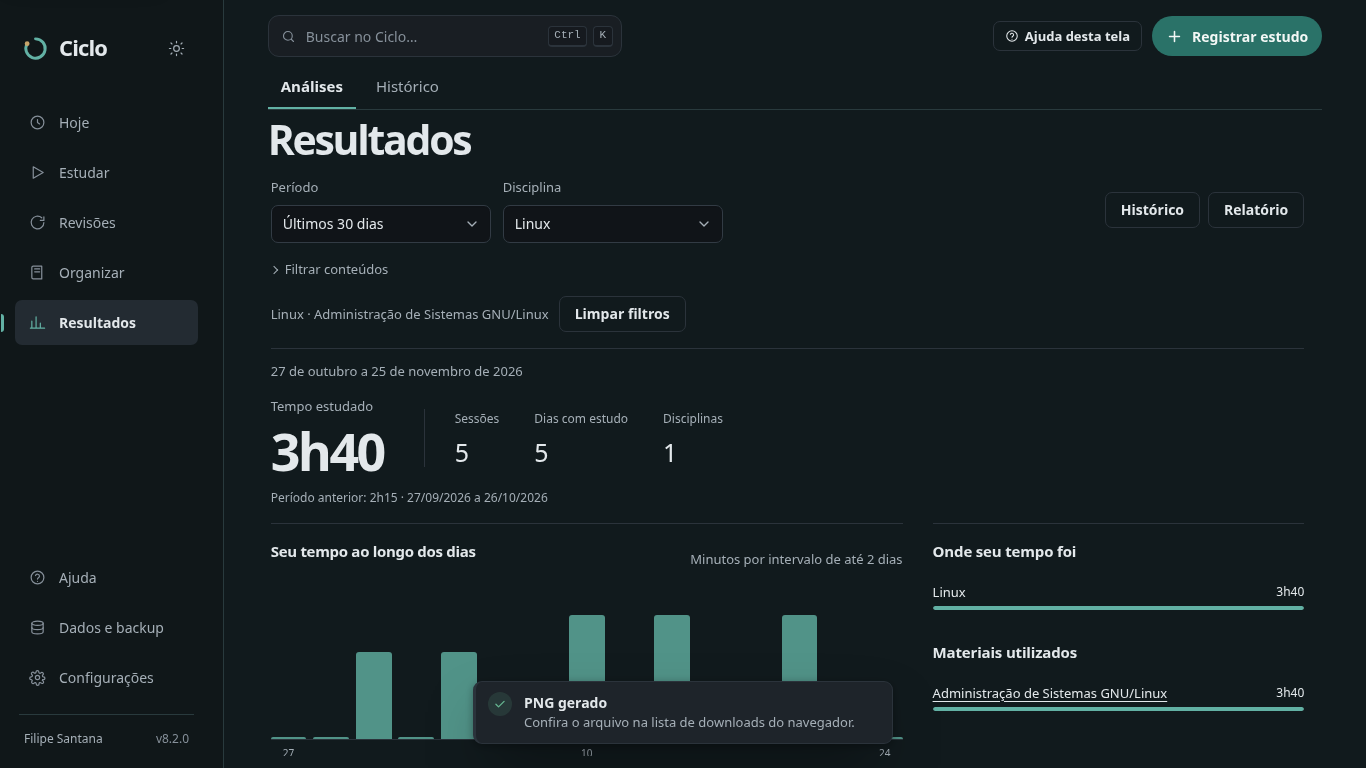 Ciclo
Hoje
Estudar
Revisões
Organizar
Resultados
Ajuda
Dados e backup
Configurações
Filipe Santana v8.2.0
Buscar no Ciclo... Ctrl K
Ajuda desta tela
Registrar estudo
Análises Histórico
Resultados
Período Disciplina
Últimos 30 dias Linux
Histórico Relatório
Filtrar conteúdos
Linux · Administração de Sistemas GNU/Linux Limpar filtros
27 de outubro a 25 de novembro de 2026
Tempo estudado Sessões Dias com estudo Disciplinas
3h40 5 5 1
Período anterior: 2h15 · 27/09/2026 a 26/10/2026
Seu tempo ao longo dos dias
Minutos por intervalo de até 2 dias
27 10 24
Onde seu tempo foi
Linux 3h40
Materiais utilizados
Administração de Sistemas GNU/Linux 3h40
PNG gerado
Confira o arquivo na lista de downloads do navegador.